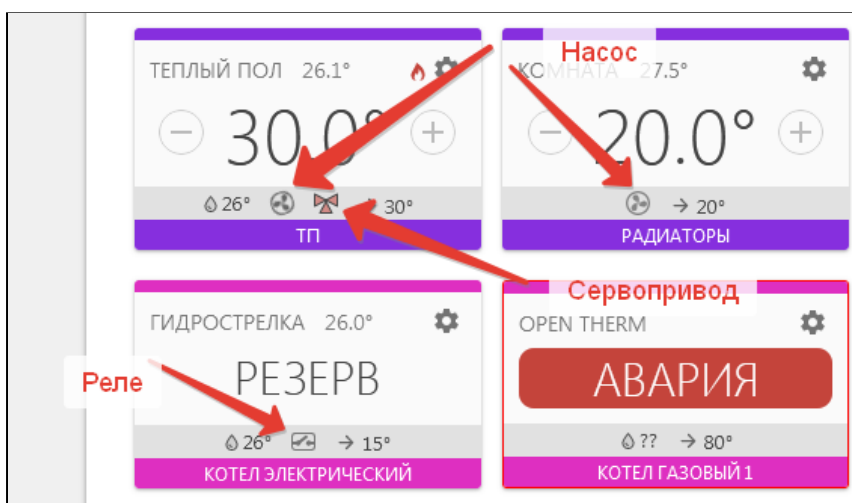 Насос
ТЕПЛЫЙ ПОЛ 26.1°
30.0°
26° 30°
ТП
КОМНАТА 27.5°
20.0°
→ 20°
РАДИАТОРЫ
Сервопривод
ГИДРОСТРЕЛКА 26.0°
Реле
РЕЗЕРВ
26° → 15°
КОТЕЛ ЭЛЕКТРИЧЕСКИЙ
OPEN THERM
АВАРИЯ
?? → 80°
КОТЕЛ ГАЗОВЫЙ 1